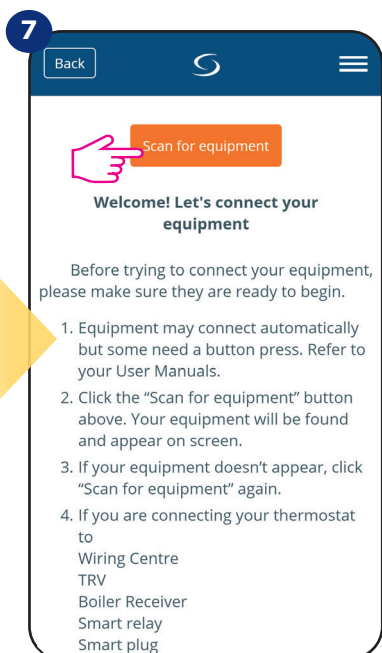 7
Back
Scan for equipment
Welcome! Let's connect your
equipment
Before trying to connect your equipment,
please make sure they are ready to begin.
1. Equipment may connect automatically
but some need a button press. Refer to
your User Manuals.
2. Click the “Scan for equipment” button
above. Your equipment will be found
and appear on screen.
3. If your equipment doesn’t appear, click
“Scan for equipment” again.
4. If you are connecting your thermostat
to
Wiring Centre
TRV
Boiler Receiver
Smart relay
Smart plug